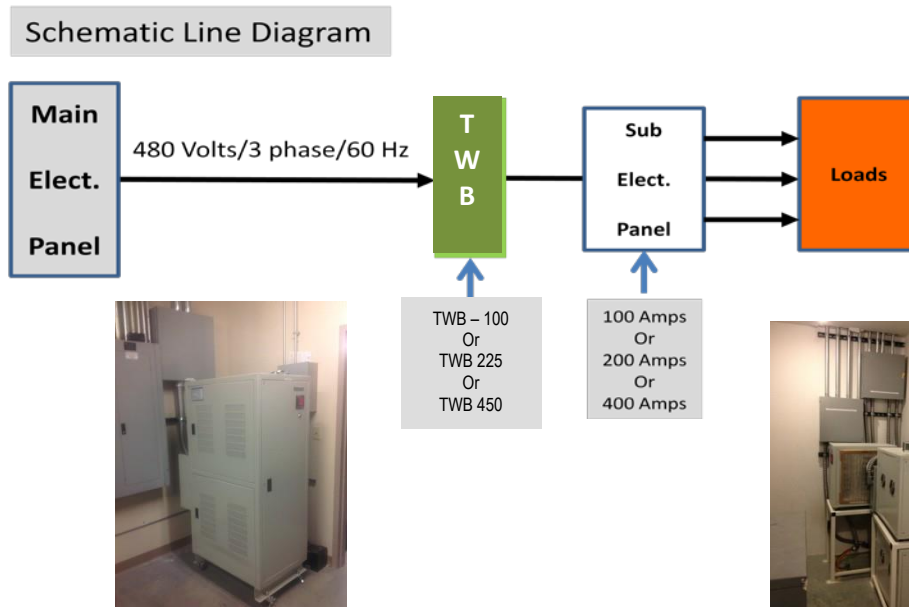 Schematic Line Diagram
Main
Elect.
Panel
480 Volts/3 phase/60 Hz
T
W
B
Sub
Elect.
Panel
Loads
TWB – 100
Or
TWB 225
Or
TWB 450
100 Amps
Or
200 Amps
Or
400 Amps